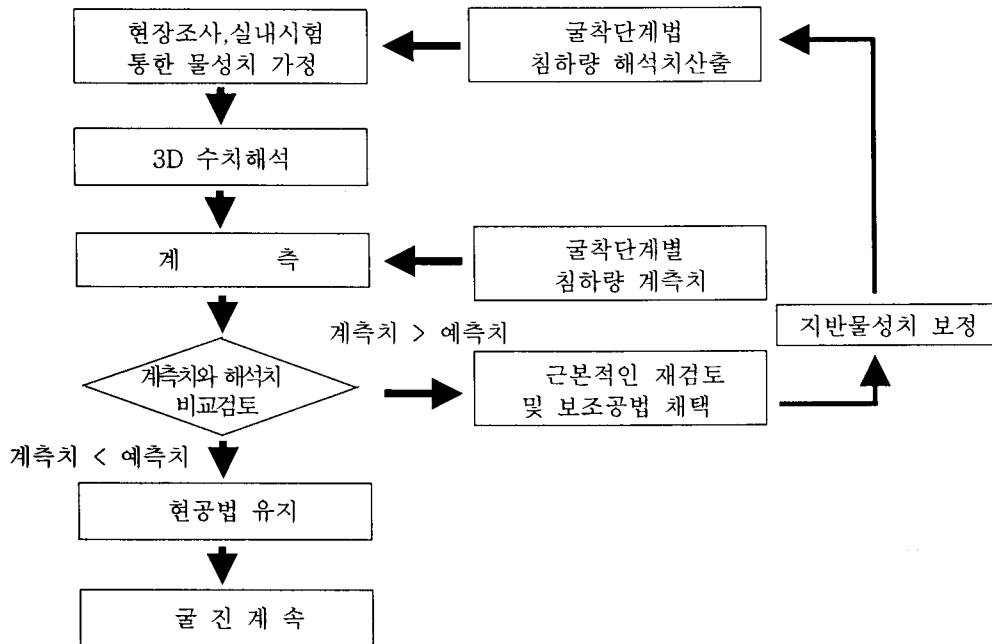 현장조사,실내시험
통한 물성치 가정
굴착단계법
침하량 해석치산출
3D 수치해석
계 측
굴착단계별
침하량 계측치
지반물성치 보정
계측치 > 예측치
계측치와 해석치
비교검토
근본적인 재검토
및 보조공법 채택
계측치 < 예측치
현공법 유지
굴 진 계 속